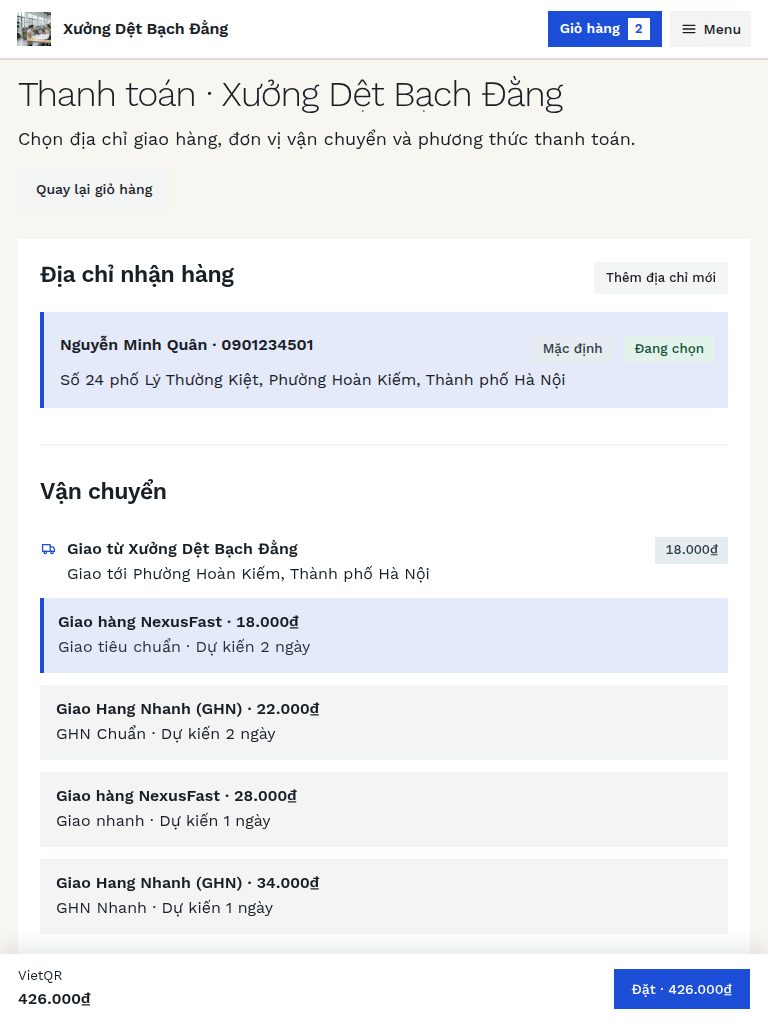 Xưởng Dệt Bạch Đằng
Giỏ hàng 2
Menu
Thanh toán · Xưởng Dệt Bạch Đằng
Chọn địa chỉ giao hàng, đơn vị vận chuyển và phương thức thanh toán.
Quay lại giỏ hàng
Địa chỉ nhận hàng
Thêm địa chỉ mới
Nguyễn Minh Quân · 0901234501
Mặc định
Đang chọn
Số 24 phố Lý Thường Kiệt, Phường Hoàn Kiếm, Thành phố Hà Nội
Vận chuyển
Giao từ Xưởng Dệt Bạch Đằng
18.000₫
Giao tới Phường Hoàn Kiếm, Thành phố Hà Nội
Giao hàng NexusFast · 18.000₫
Giao tiêu chuẩn · Dự kiến 2 ngày
Giao Hang Nhanh (GHN) · 22.000₫
GHN Chuẩn · Dự kiến 2 ngày
Giao hàng NexusFast · 28.000₫
Giao nhanh · Dự kiến 1 ngày
Giao Hang Nhanh (GHN) · 34.000₫
GHN Nhanh · Dự kiến 1 ngày
VietQR
426.000₫
Đặt · 426.000₫